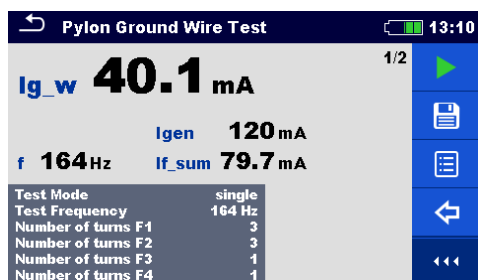 Pylon Ground Wire Test 13:10
1/2
Ig_w 40.1 mA
Igen 120 mA
f 164 Hz If_sum 79.7 mA
Test Mode single
Test Frequency 164 Hz
Number of turns F1 3
Number of turns F2 3
Number of turns F3 1
Number of turns F4 1